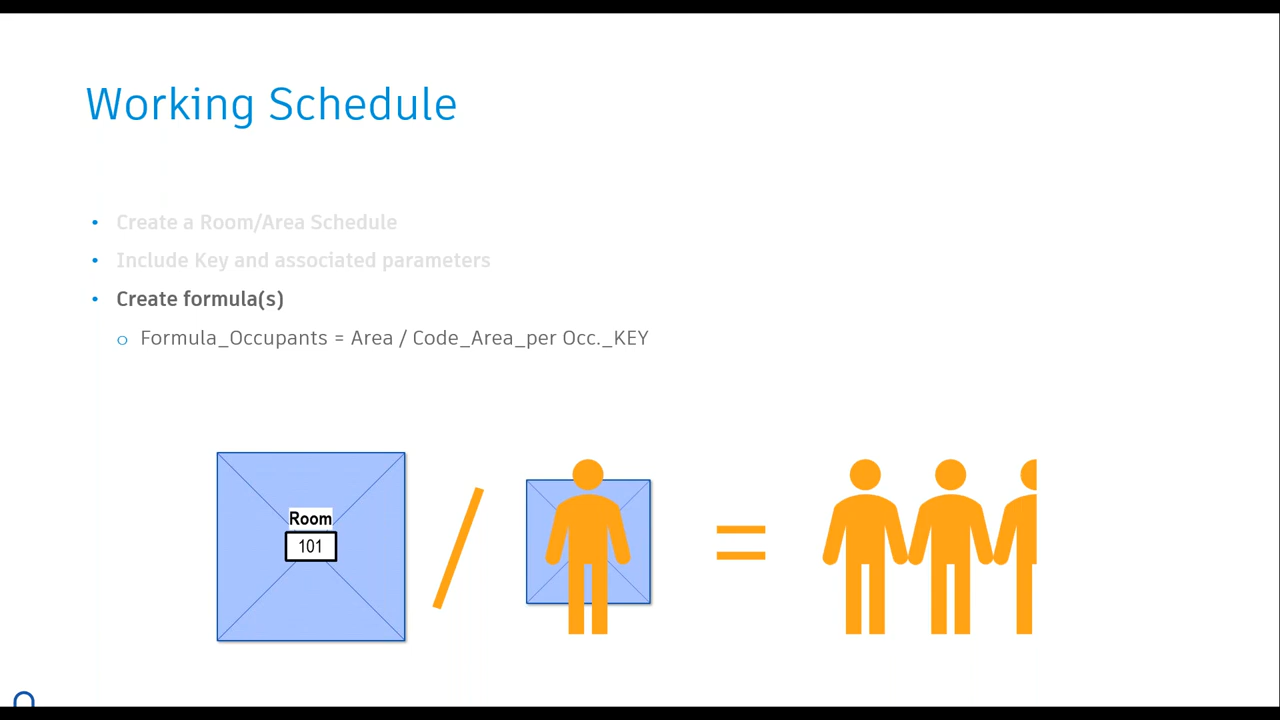 Working Schedule
Create a Room/Area Schedule
Include Key and associated parameters
Create formula(s)
Formula_Occupants = Area / Code_Area_per Occ._KEY
Room
101